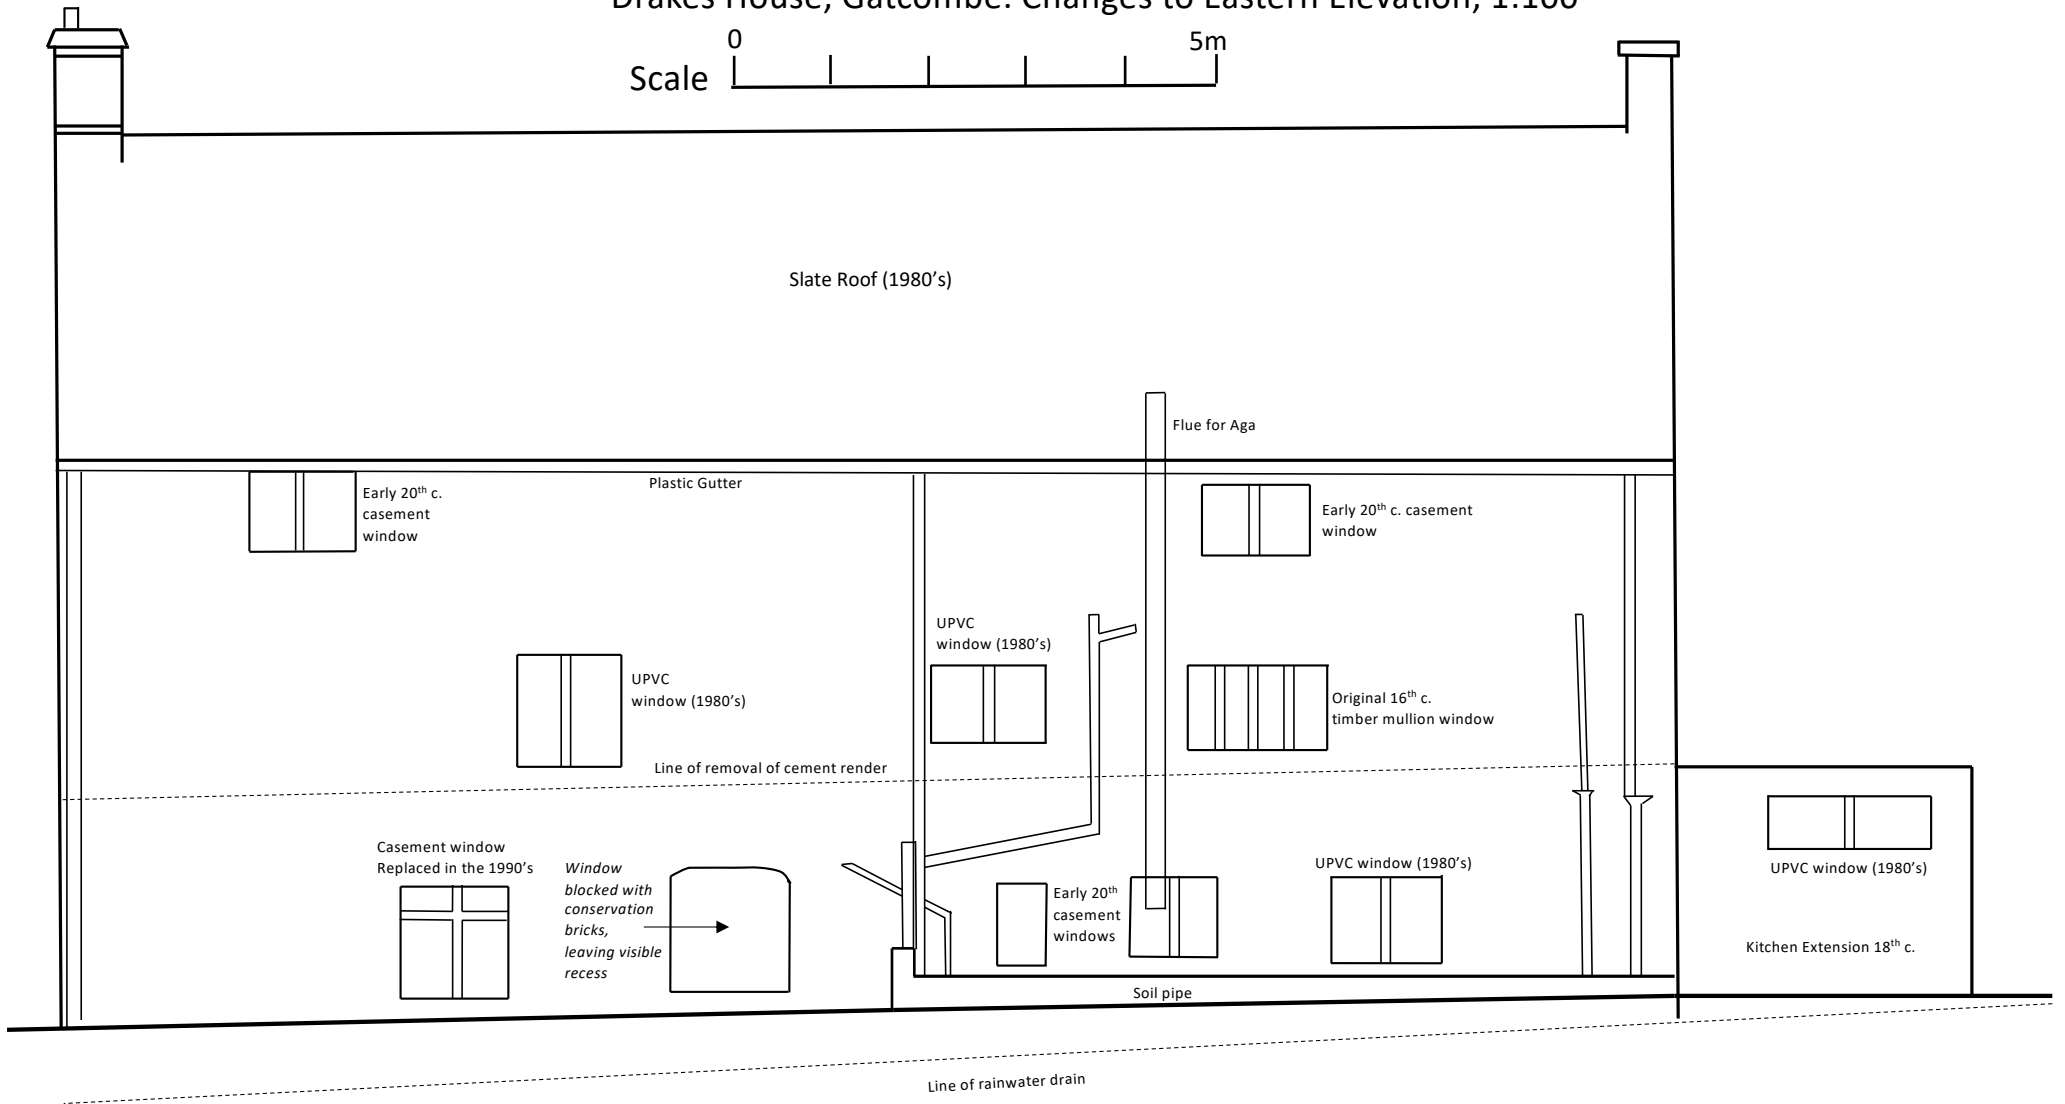 Drakes House, Gatcombe: Changes to Eastern Elevation, 1:100
0
5m
Scale
Slate Roof (1980’s)
Flue for Aga
Plastic Gutter
Early 20th c.
casement
window
Early 20th c. casement
window
UPVC
window (1980’s)
UPVC
window (1980’s)
Original 16th c.
timber mullion window
Line of removal of cement render
Casement window
Replaced in the 1990’s
Window
blocked with
conservation
bricks,
leaving visible
recess
Early 20th
casement
windows
UPVC window (1980’s)
UPVC window (1980’s)
Kitchen Extension 18th c.
Soil pipe
Line of rainwater drain